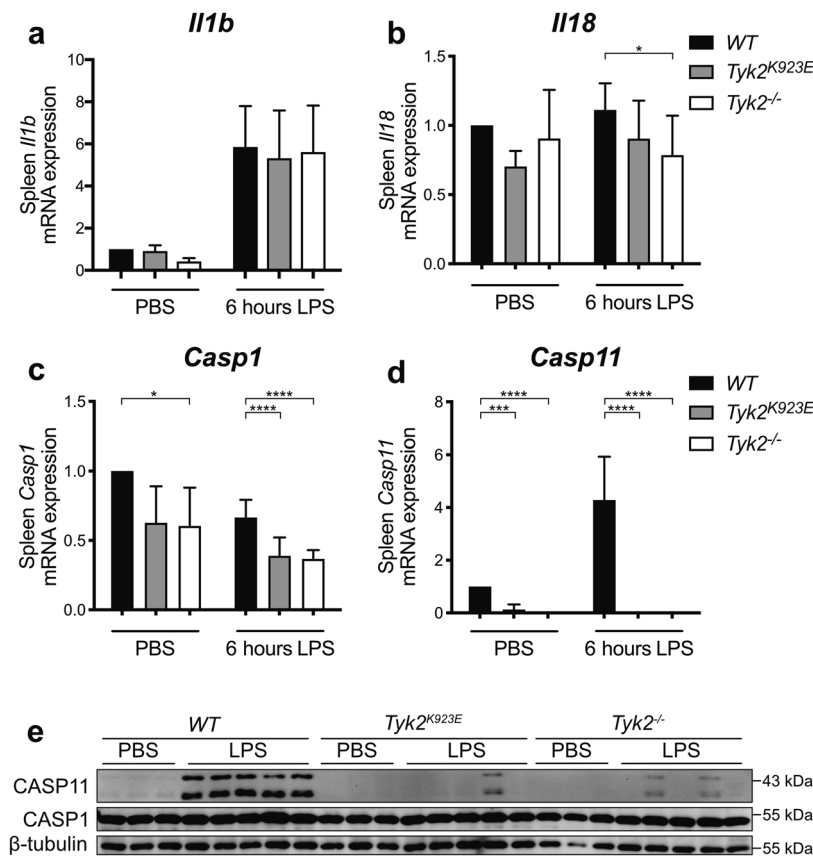 a
Il1b
Spleen Il1b
mRNA expression
10
8
6
4
2
0
PBS
6 hours LPS
b
Il18
Spleen Il18
mRNA expression
1.5
1.0
0.5
0.0
*
PBS
6 hours LPS
WT
Tyk2K923E
Tyk2-/-
c
Casp1
Spleen Casp1
mRNA expression
1.5
1.0
0.5
0.0
*
****
****
PBS
6 hours LPS
d
Casp11
Spleen Casp11
mRNA expression
8
6
4
2
0
****
***
****
****
PBS
6 hours LPS
WT
Tyk2K923E
Tyk2-/-
e
WT
Tyk2K923E
Tyk2-/-
PBS
LPS
PBS
LPS
PBS
LPS
CASP11
43 kDa
CASP1
55 kDa
β-tubulin
55 kDa